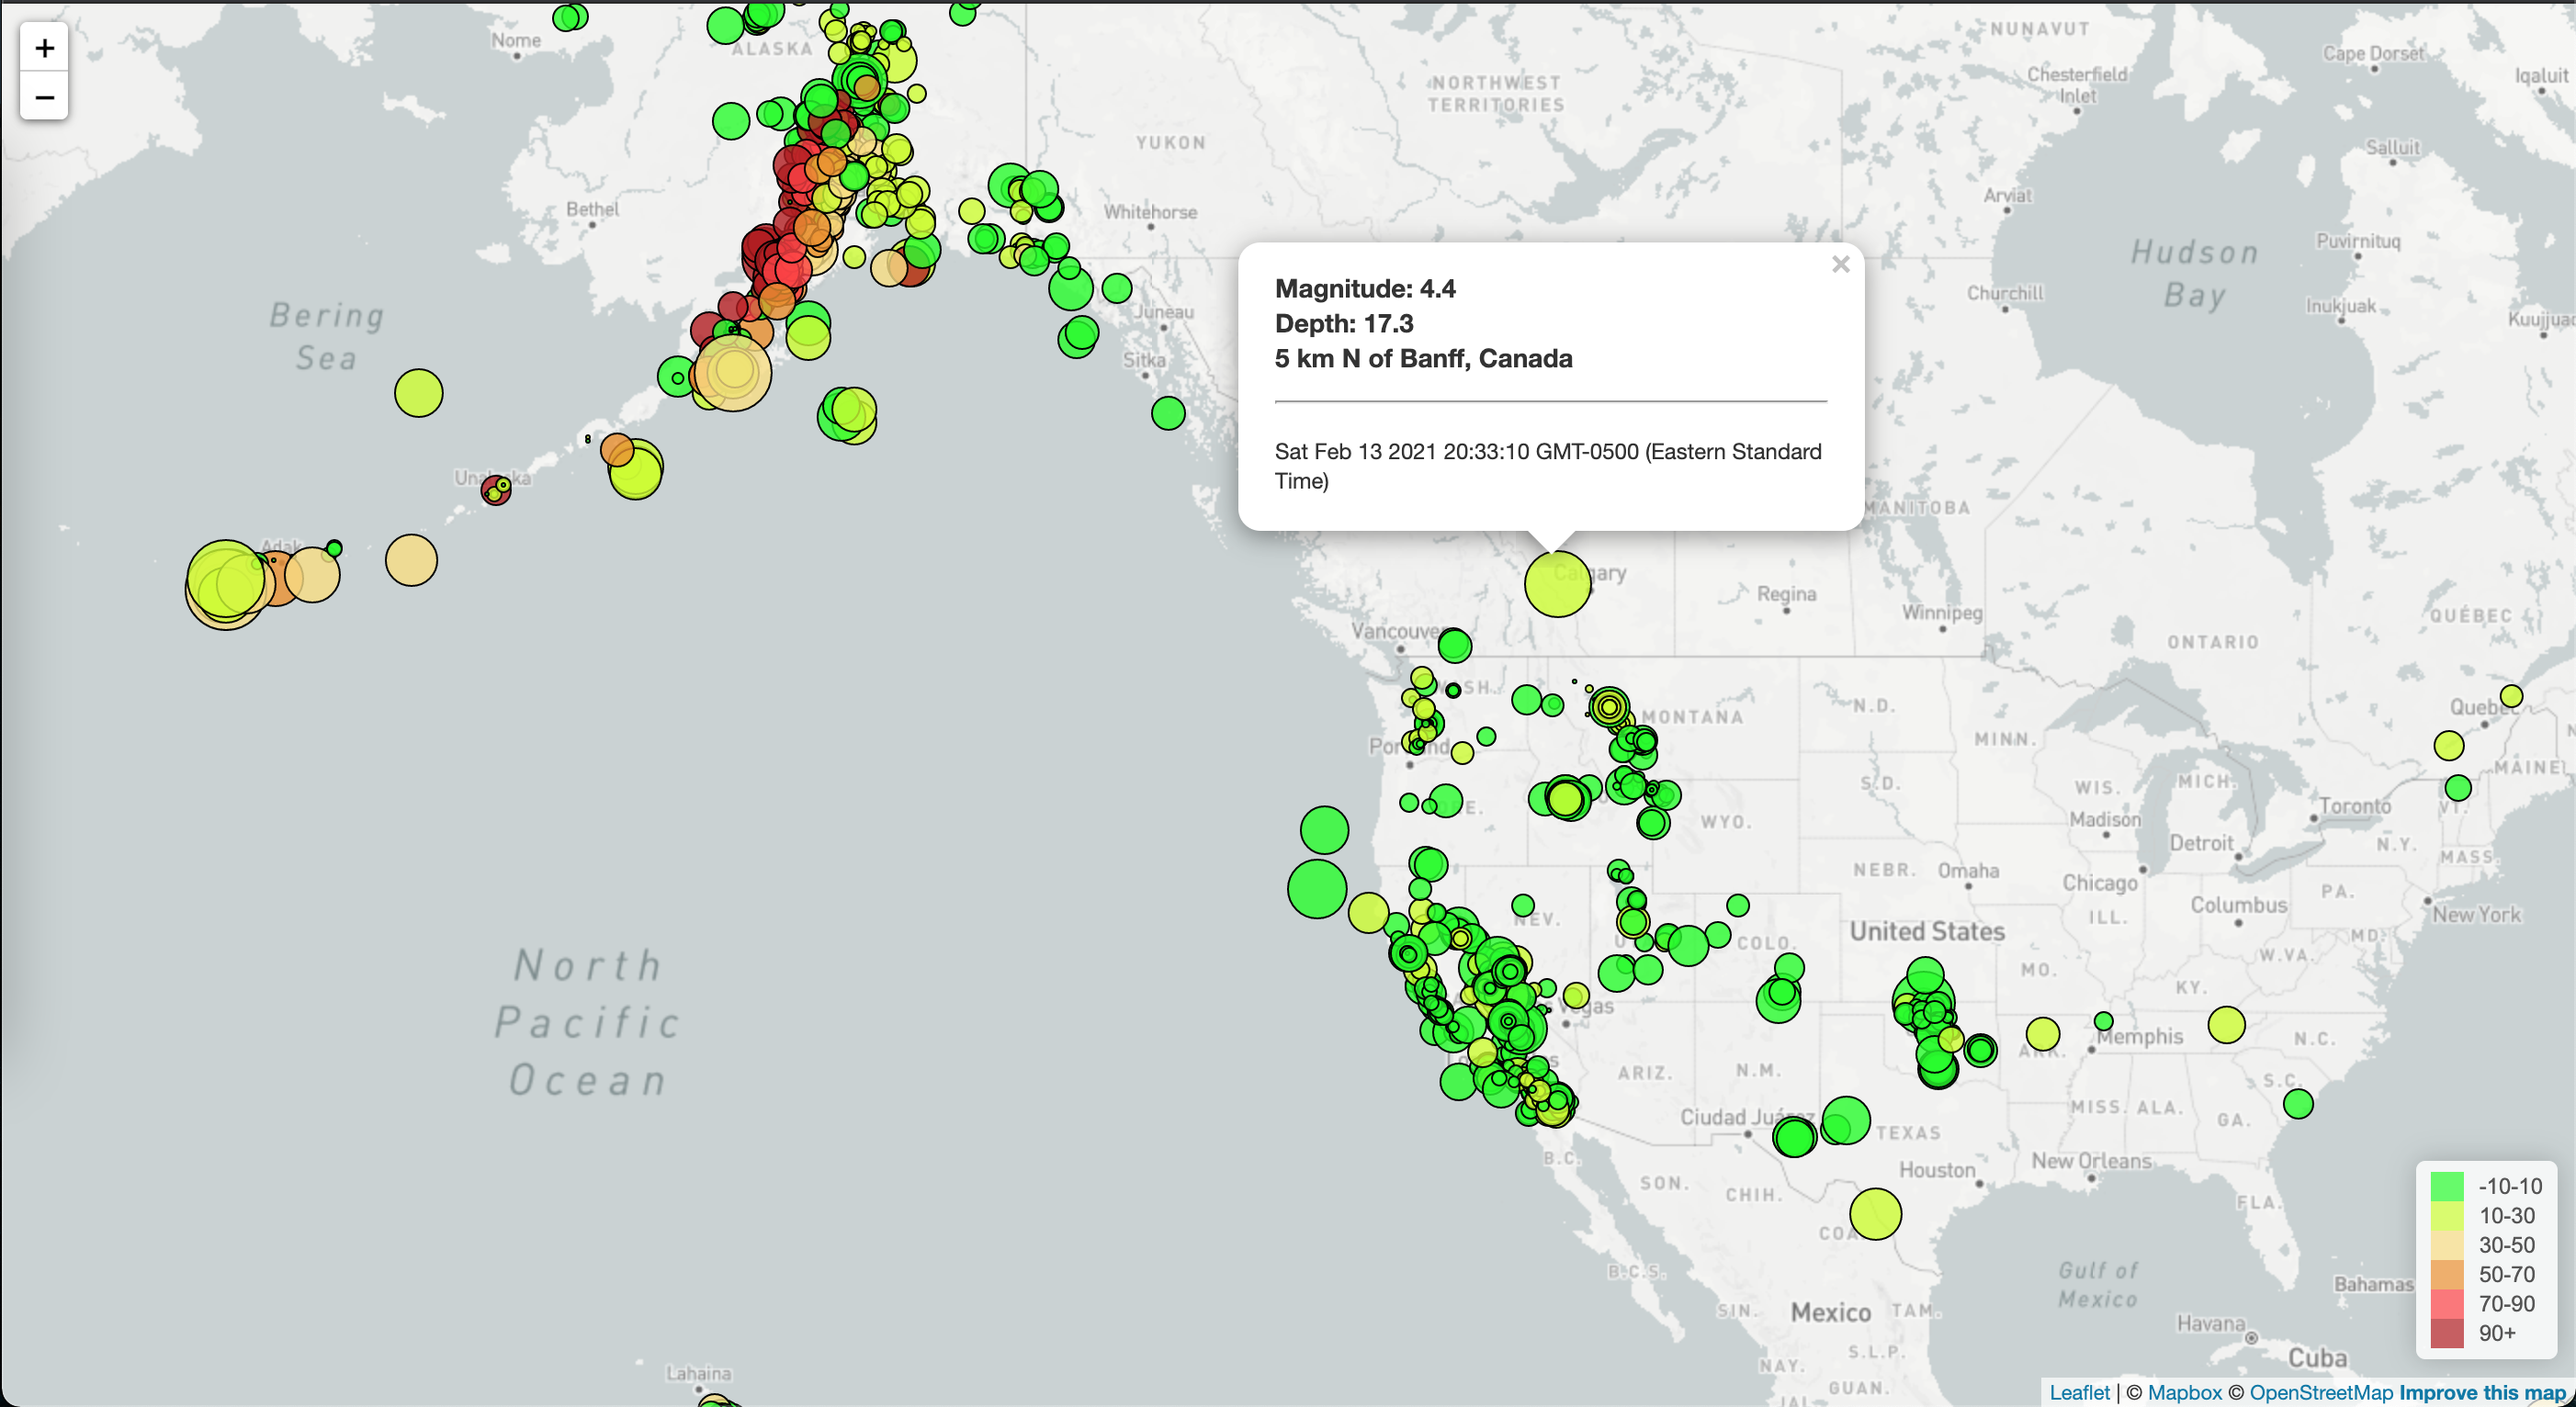 +
−
Nome
ALASKA
NUNAVUT
Cape Dorset
Chesterfield
Inlet
Iqaluit
NORTHWEST
TERRITORIES
YUKON
Salluit
Bethel
Whitehorse
Arviat
Puvirnituq
Hudson
Bay
Bering
Sea
Juneau
Churchill
Inukjuak
Kuujjuaq
Sitka
×
Magnitude: 4.4
Depth: 17.3
5 km N of Banff, Canada
Sat Feb 13 2021 20:33:10 GMT-0500 (Eastern Standard
Time)
MANITOBA
Adak
Calgary
Regina
Winnipeg
QUÉBEC
Vancouver
ONTARIO
MONTANA
N.D.
MINN.
Quebec
MAINE
S.D.
WIS.
MICH.
Toronto
VT.
WYO.
Madison
Detroit
N.Y.
MASS.
NEBR.
Omaha
Chicago
PA.
Columbus
New York
NEV.
ILL.
United States
COLO.
MD.
MO.
W.VA.
KY.
North
Pacific
Ocean
Vegas
Memphis
N.C.
ARIZ.
N.M.
ARK.
S.C.
MISS.
ALA.
GA.
Ciudad Juárez
TEXAS
B.C.
Houston
New Orleans
SON.
CHIH.
FLA.
COA
B.C.S.
Gulf of
Mexico
Bahamas
SIN.
Mexico
TAM.
Havana
Cuba
S.L.P.
NAY.
GUAN.
JAL.
Lahaina
-10-10
10-30
30-50
50-70
70-90
90+
Leaflet | © Mapbox © OpenStreetMap Improve this map